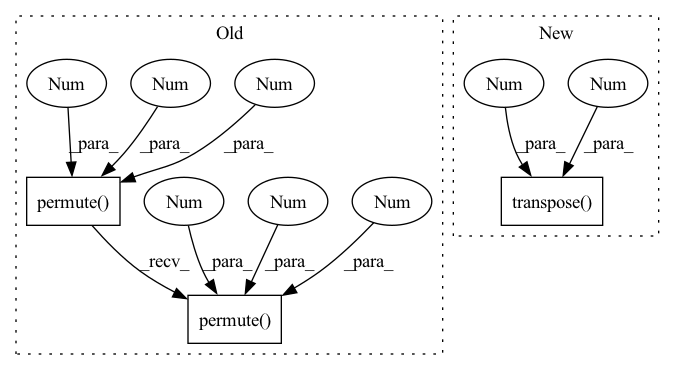 Old
New
Num Num Num Num Num
_para_ _para_ _para_ _para_ _para_
permute() Num Num Num transpose()
_recv_ _para_ _para_ _para_
permute()